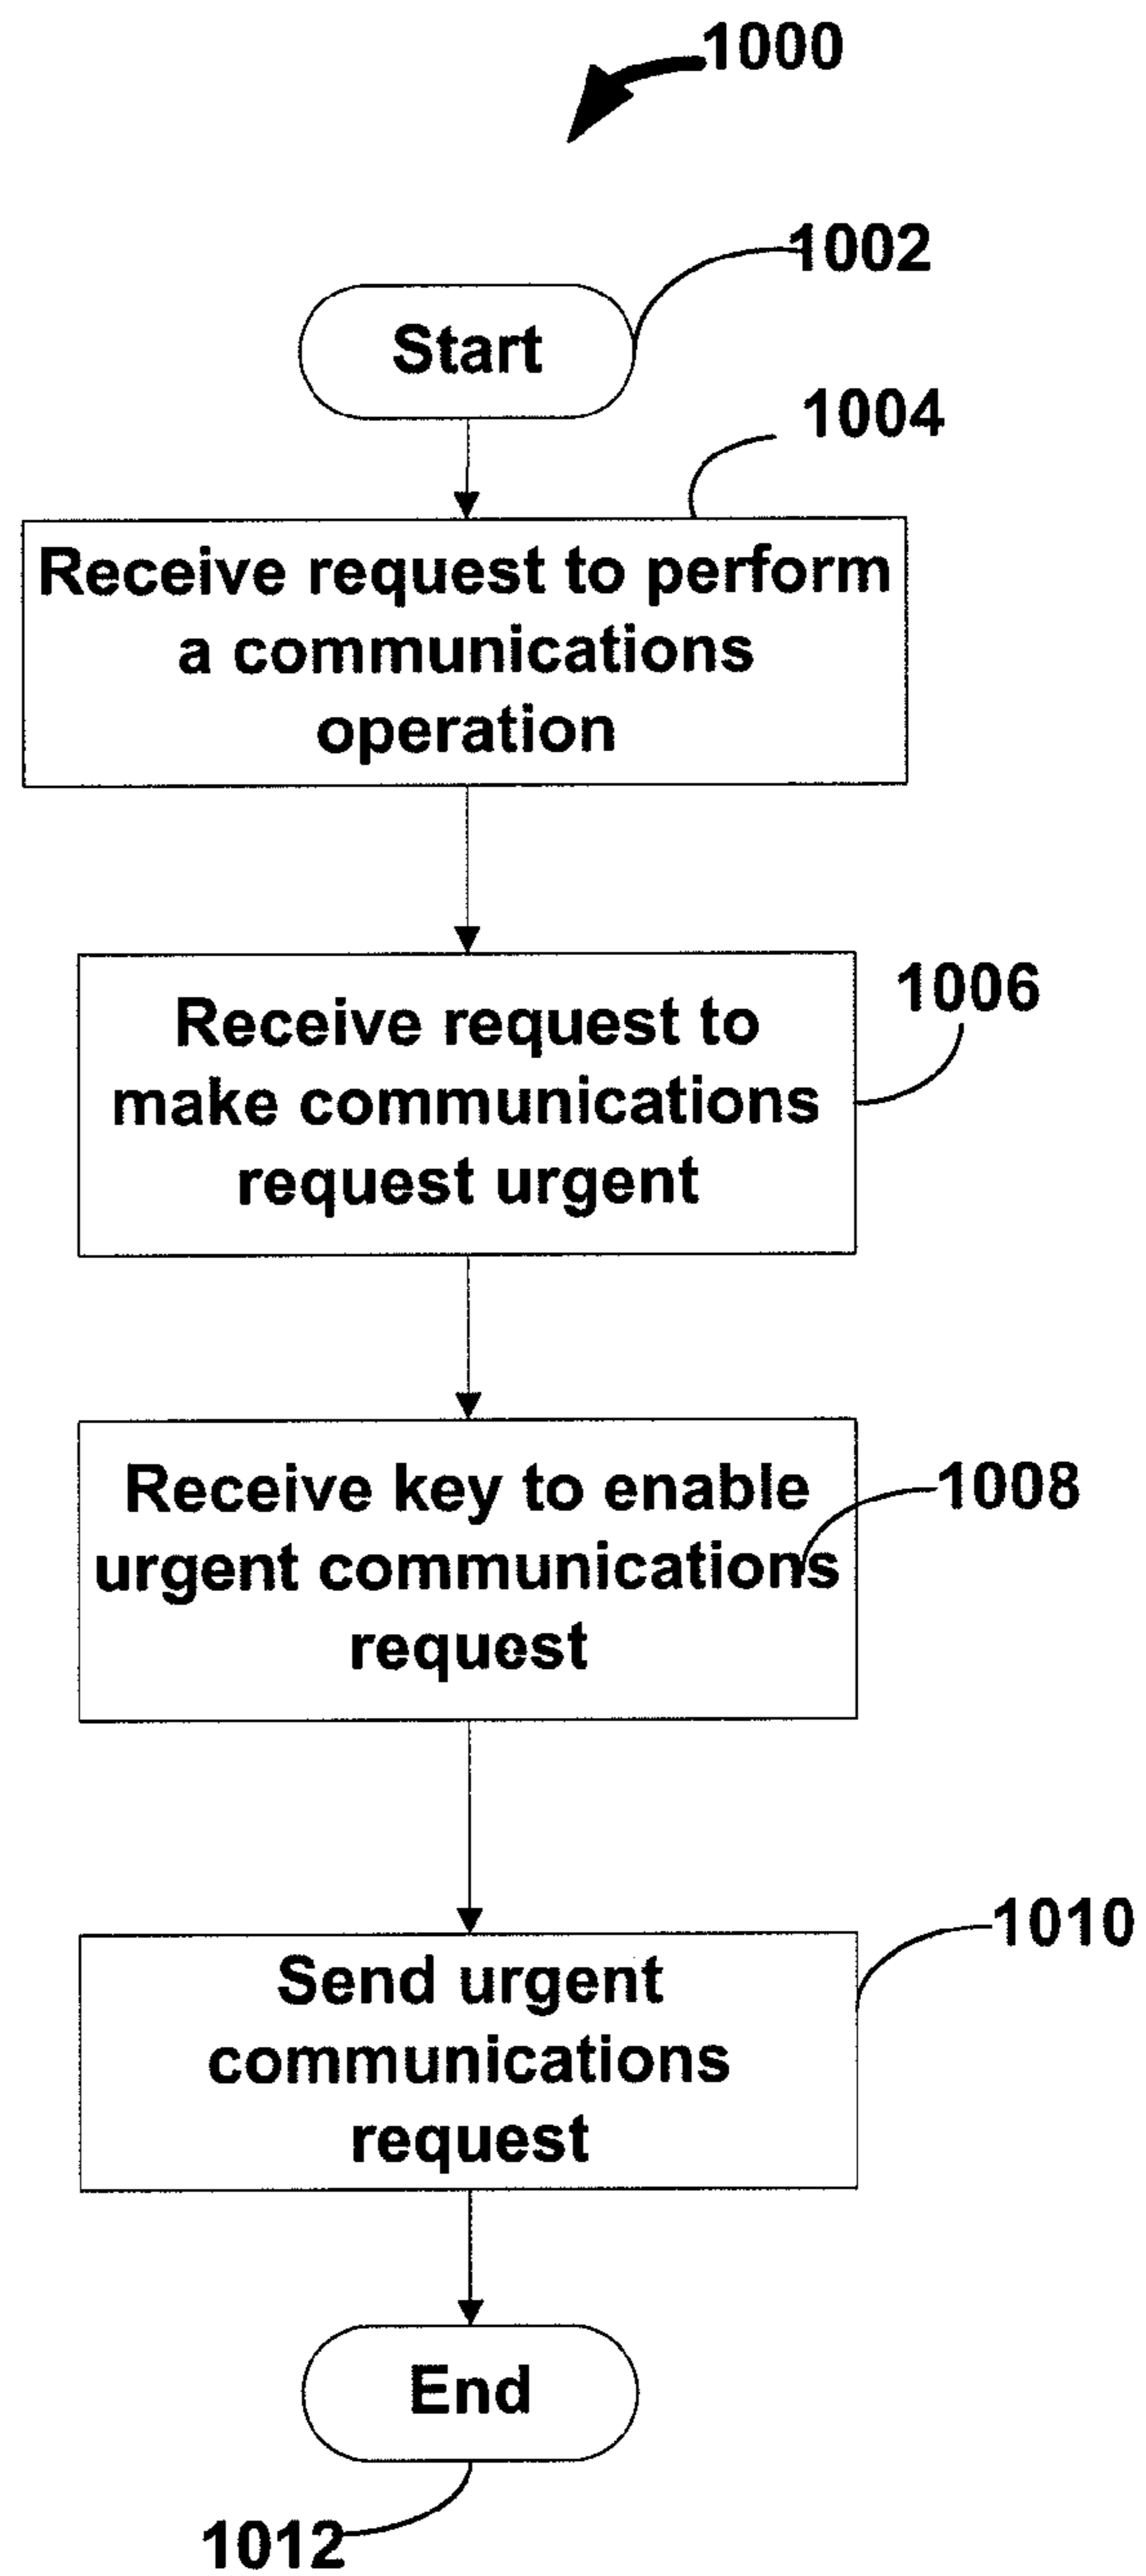 1000
1002
Start
1004
Receive request to perform
a communications
operation
1006
Receive request to
make communications
request urgent
1008
Receive key to enable
urgent communications
request
1010
Send urgent
communications
request
End
1012